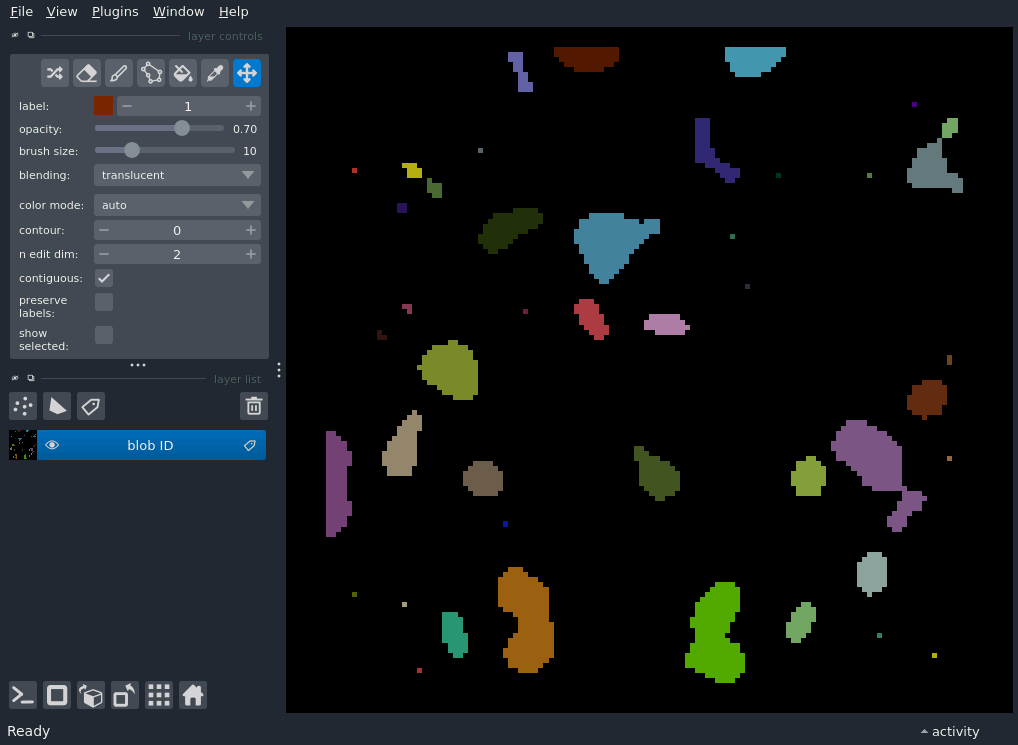 File View Plugins Window Help
layer controls
label: 1
opacity: 0.70
brush size: 10
blending: translucent
color mode: auto
contour: 0
n edit dim: 2
contiguous:
preserve
labels:
show
selected:
layer list
blob ID
Ready
activity